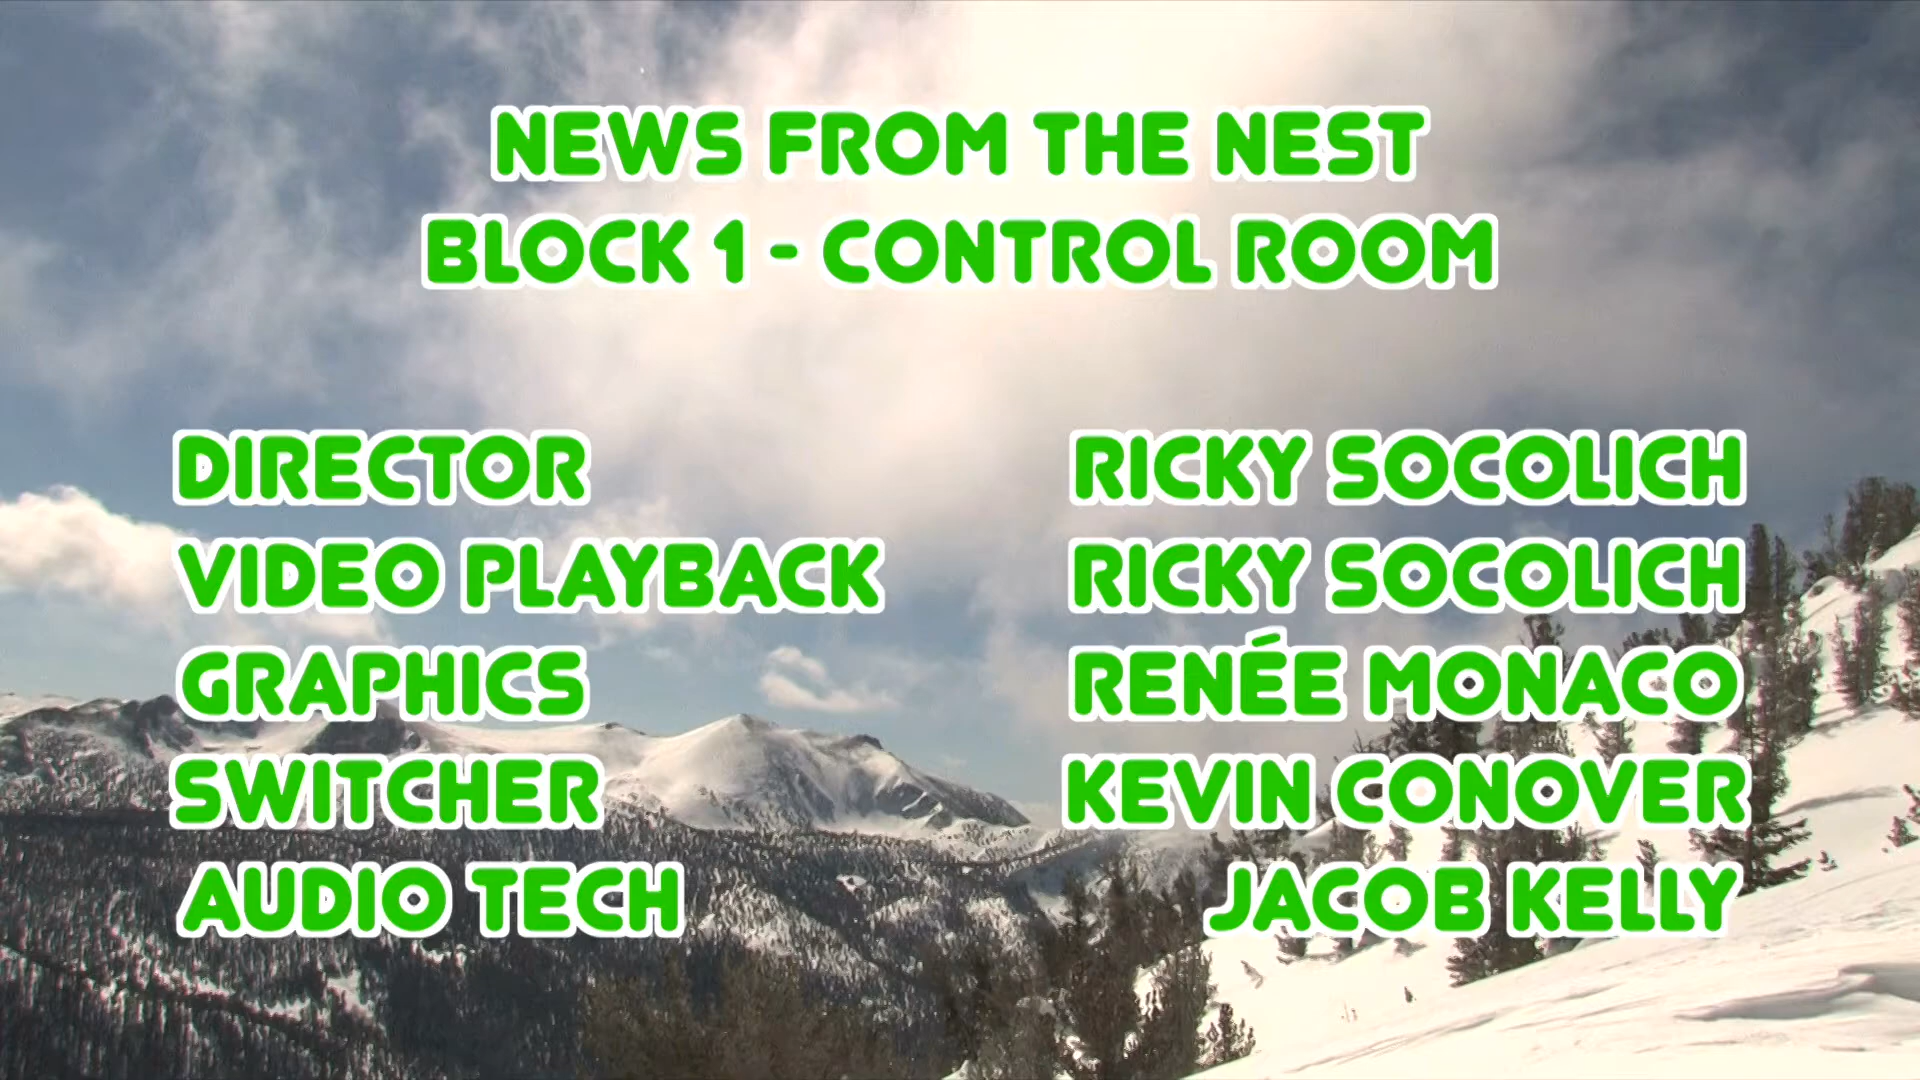 NEWS FROM THE NEST
BLOCK 1 - CONTROL ROOM
DIRECTOR RICKY SOCOLICH
VIDEO PLAYBACK RICKY SOCOLICH
GRAPHICS RENÉE MONACO
SWITCHER KEVIN CONOVER
AUDIO TECH JACOB KELLY